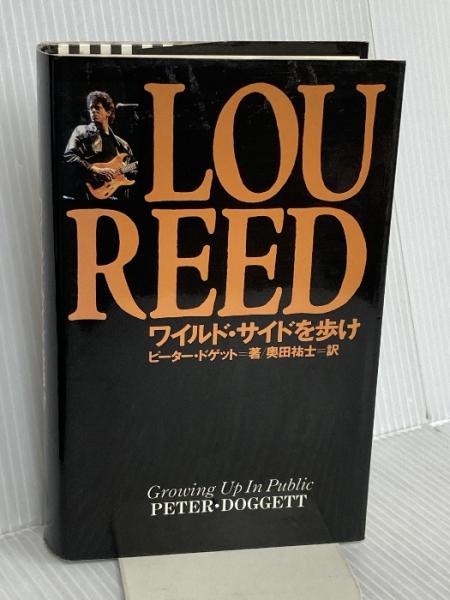 LOU
REED
ワイルド・サイドを歩け
ピーター・ドゲット=著/奥田祐士=訳
Growing Up In Public
PETER・DOGGETT